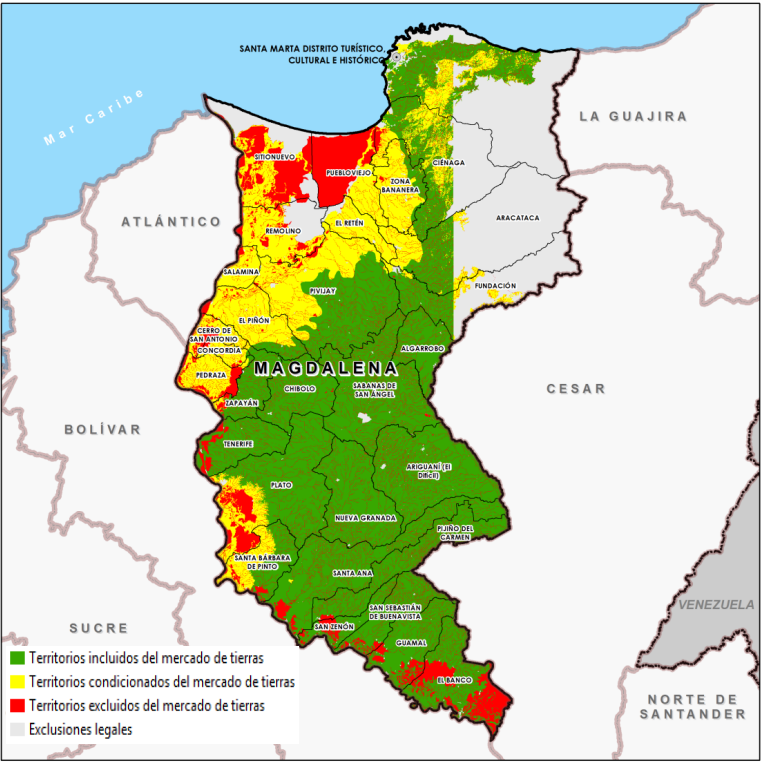 SANTA MARTA DISTRITO TURÍSTICO,
CULTURAL E HISTÓRICO
LA GUAJIRA
Mar Caribe
SITIONUEVO
PUEBLOVIEJO
CIÉNAGA
ZONA
BANANERA
ATLÁNTICO
EL RETÉN
ARACATACA
REMOLINO
SALAMINA
PIVIJAY
FUNDACIÓN
EL PIÑÓN
CERRO DE
SAN ANTONIO
CONCORDIA
ALGARROBO
PEDRAZA
MAGDALENA
CHIBOLO
SABANAS DE
SAN ANGEL
CESAR
ZAPAYÁN
BOLÍVAR
TENERIFE
ARIGUANÍ (El
Dificil)
PLATO
NUEVA GRANADA
PIJIÑO DEL
CARMEN
SANTA BÁRBARA
DE PINTO
SANTA ANA
VENEZUELA
SAN SEBASTIÁN
DE BUENAVISTA
SUCRE
SAN ZENÓN
GUAMAL
EL BANCO
NORTE DE
SANTANDER
Territorios incluidos del mercado de tierras
Territorios condicionados del mercado de tierras
Territorios excluidos del mercado de tierras
Exclusiones legales